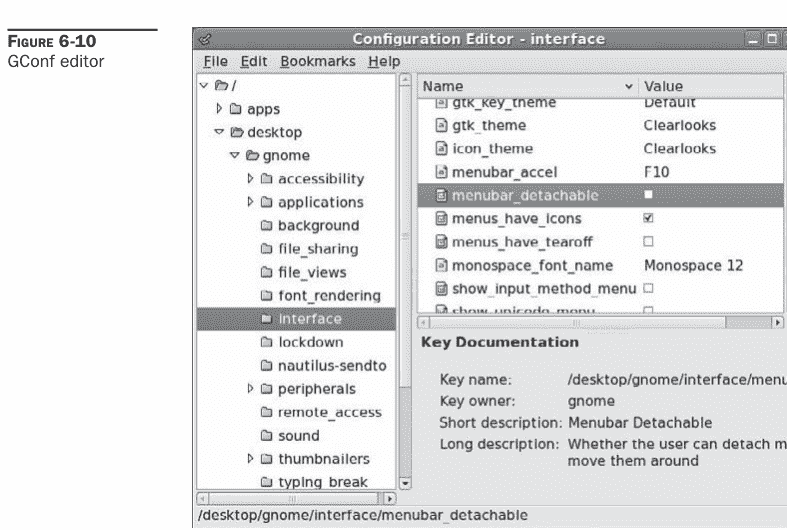 FIGURE 6-10
GConf editor
Configuration Editor - interface
File Edit Bookmarks Help
/
apps
desktop
gnome
accessibility
applications
background
file_sharing
file_views
font_rendering
interface
lockdown
nautilus-sendto
peripherals
remote_access
sound
thumbnailers
typing_break
Name Value
gtk_key_theme Default
gtk_theme Clearlooks
icon_theme Clearlooks
menubar_accel F10
menubar_detachable
menus_have_icons
menus_have_tearoff
monospace_font_name Monospace 12
show_input_method_menu
show_unicode_menu
Key Documentation
Key name: /desktop/gnome/interface/menu
Key owner: gnome
Short description: Menubar Detachable
Long description: Whether the user can detach m
move them around
/desktop/gnome/interface/menubar_detachable